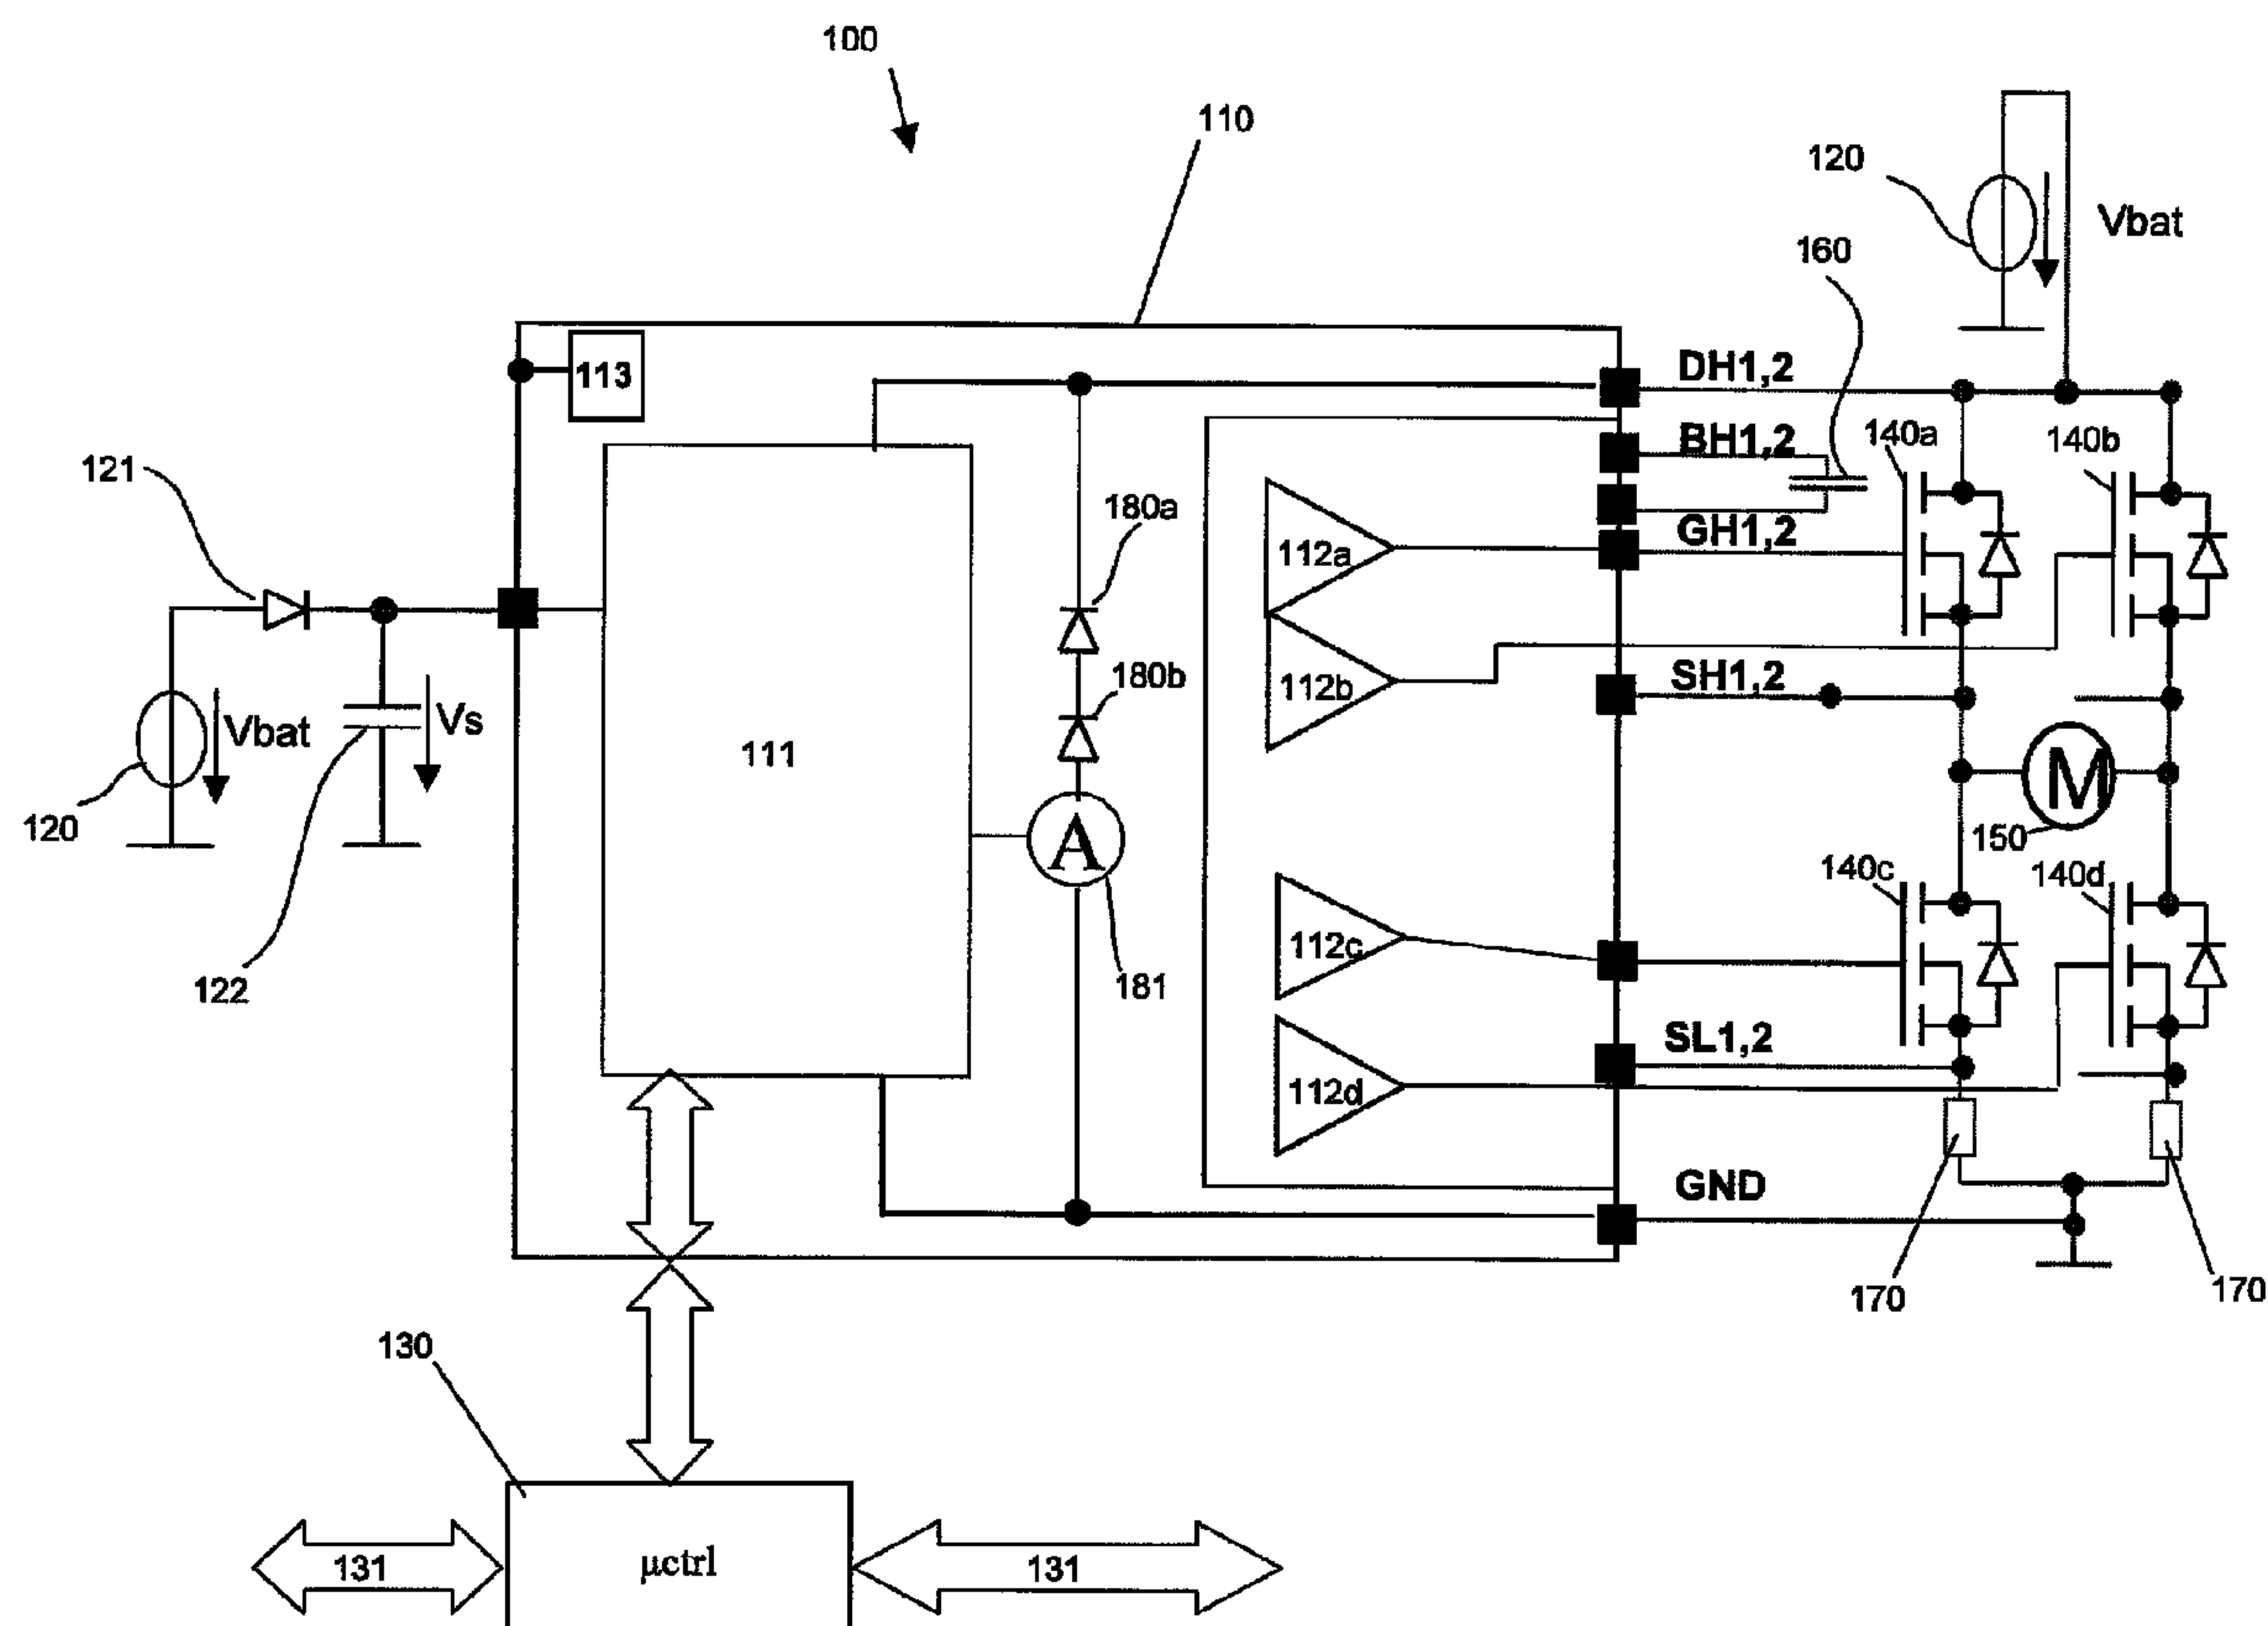 100
110
120
Vbat
160
113
DH1,2
BH1,2
140a
140b
121
180a
GH1,2
112a
180b
SH1,2
112b
Vbat
Vs
111
M
120
A
150
140c
140d
112c
122
181
SL1,2
112d
GND
170
170
130
131
µctrl
131